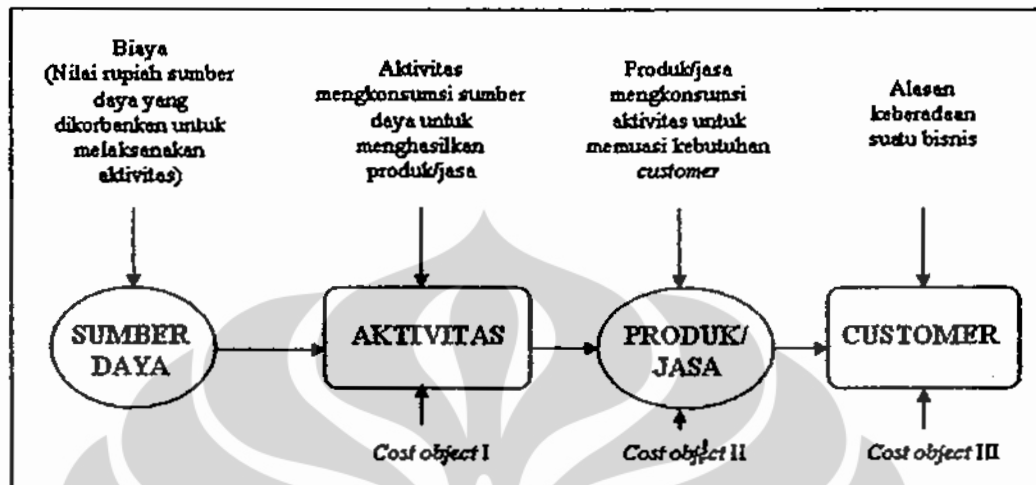 Biaya
(Nilai rupiah sumber
daya yang
dikorbankan untuk
melaksanakan
aktivitas)
Aktivitas
mengkonsumsi sumber
daya untuk
menghasilkan
produk/jasa
Produk/jasa
mengkonsumsi
aktivitas untuk
memuasi kebutuhan
customer
Alasan
keberadaan
suatu bisnis
SUMBER
DAYA
AKTIVITAS
PRODUK/
JASA
CUSTOMER
Cost object I
Cost object II
Cost object III